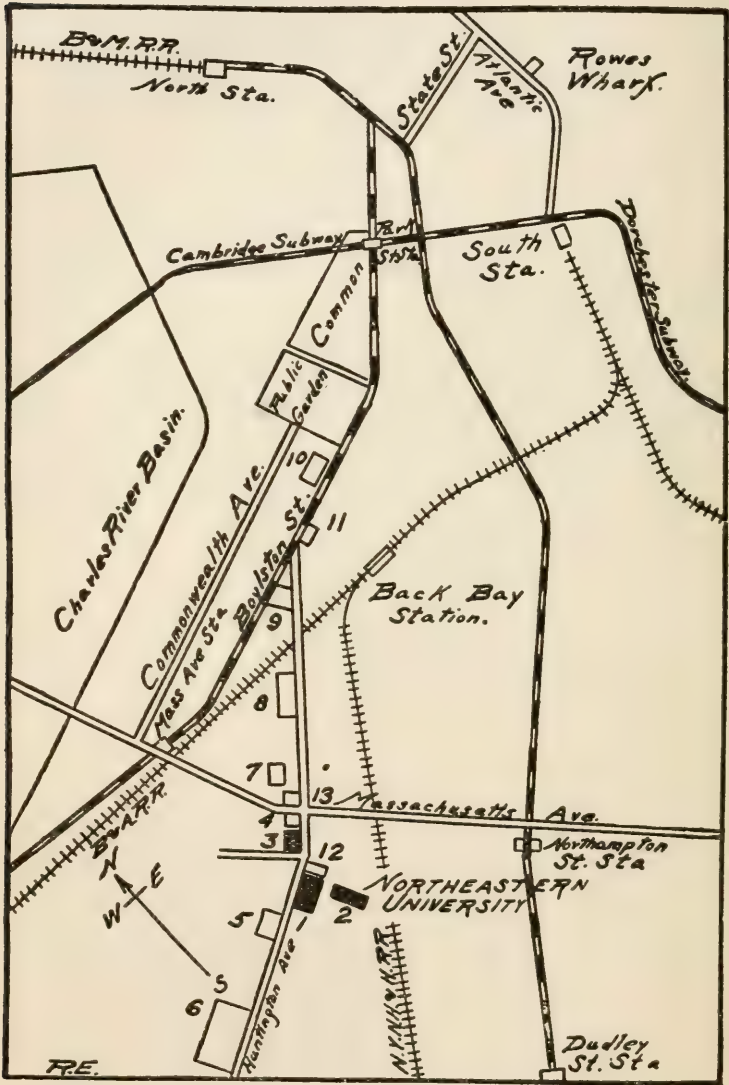 B&M.R.R.
North Sta.
State St.
Atlantic
Ave
Rowes
Wharf.
Cambridge Subway
Park
St. Sta
South
Sta.
Dorchester Subway.
Common
Public
Garden
Charles River Basin.
Commonwealth Ave.
10
Boylston St.
11
Mass Ave Sta
9
Back Bay
Station.
8
7
13
Massachusatts Ave.
4
3
B&A.R.R.
Northampton
St. Sta
12
N
E
W
S
NORTHEASTERN
UNIVERSITY
1
2
5
6
Huntington Ave
N.Y.N.H.&H.R.R.
Dudley
St. Sta
R.E.